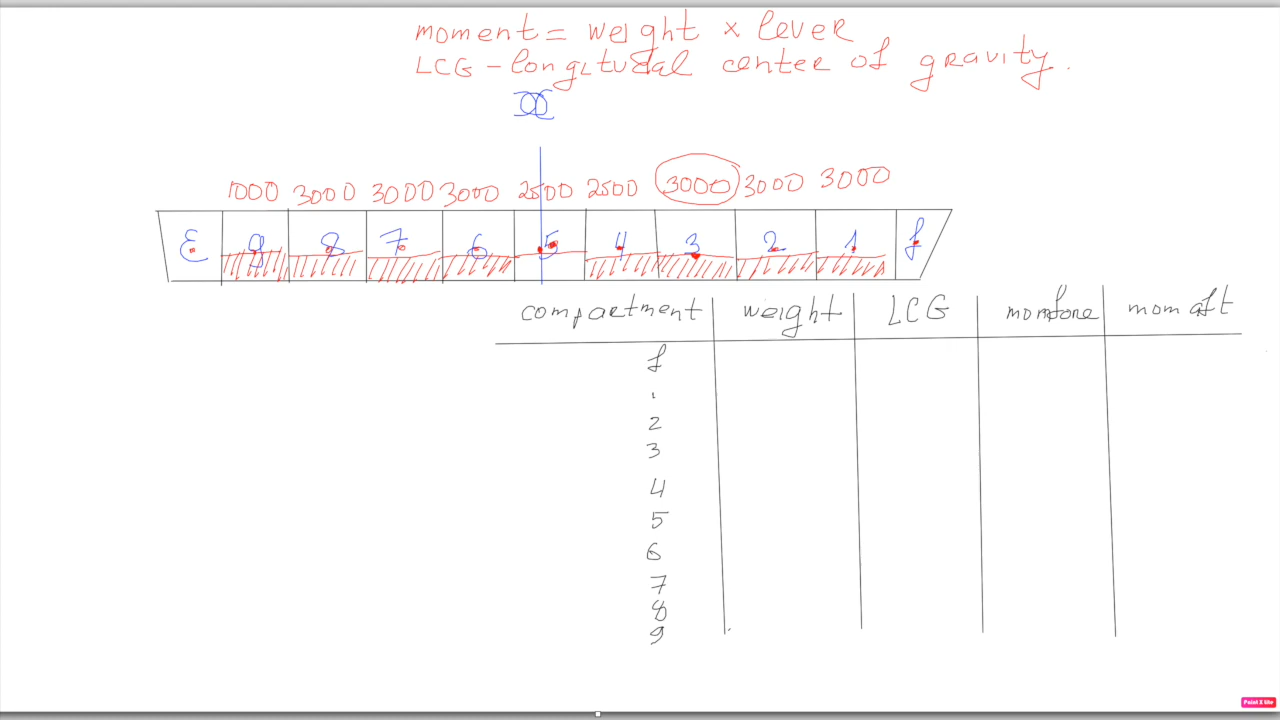 moment = weight × lever
LCG – longitudal center of gravity.
1000 3000 3000 3000 2500 2500 3000 3000 3000
E 9 8 7 6 5 4 3 2 1 f
compartment weight LCG momfore mom aft
f
1
2
3
4
5
6
7
8
9